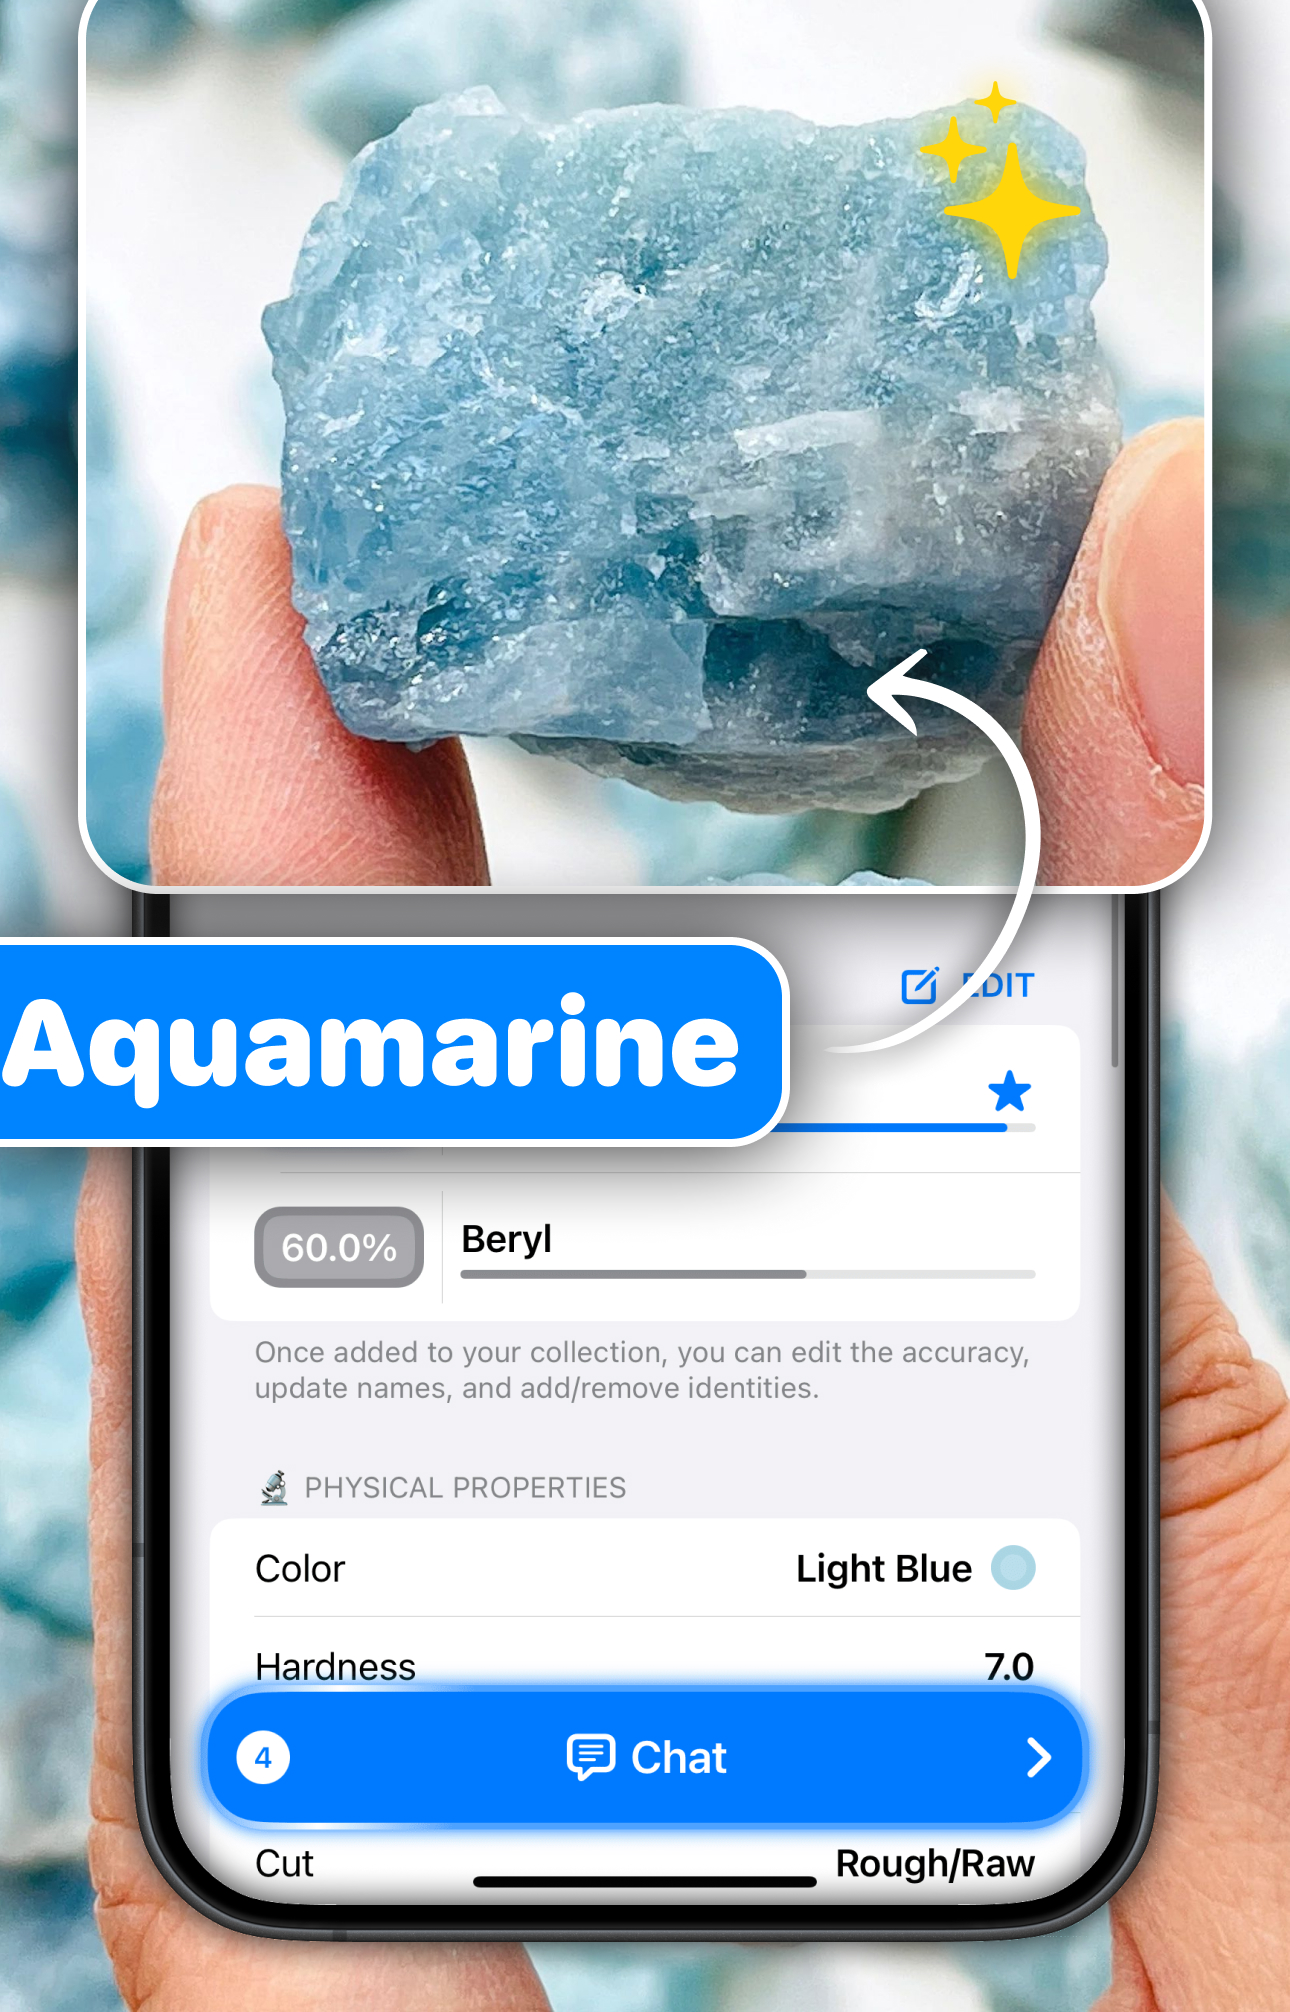 EDIT
Aquamarine
60.0%
Beryl
Once added to your collection, you can edit the accuracy,
update names, and add/remove identities.
PHYSICAL PROPERTIES
Color
Light Blue
Hardness
7.0
4
Chat
Cut
Rough/Raw